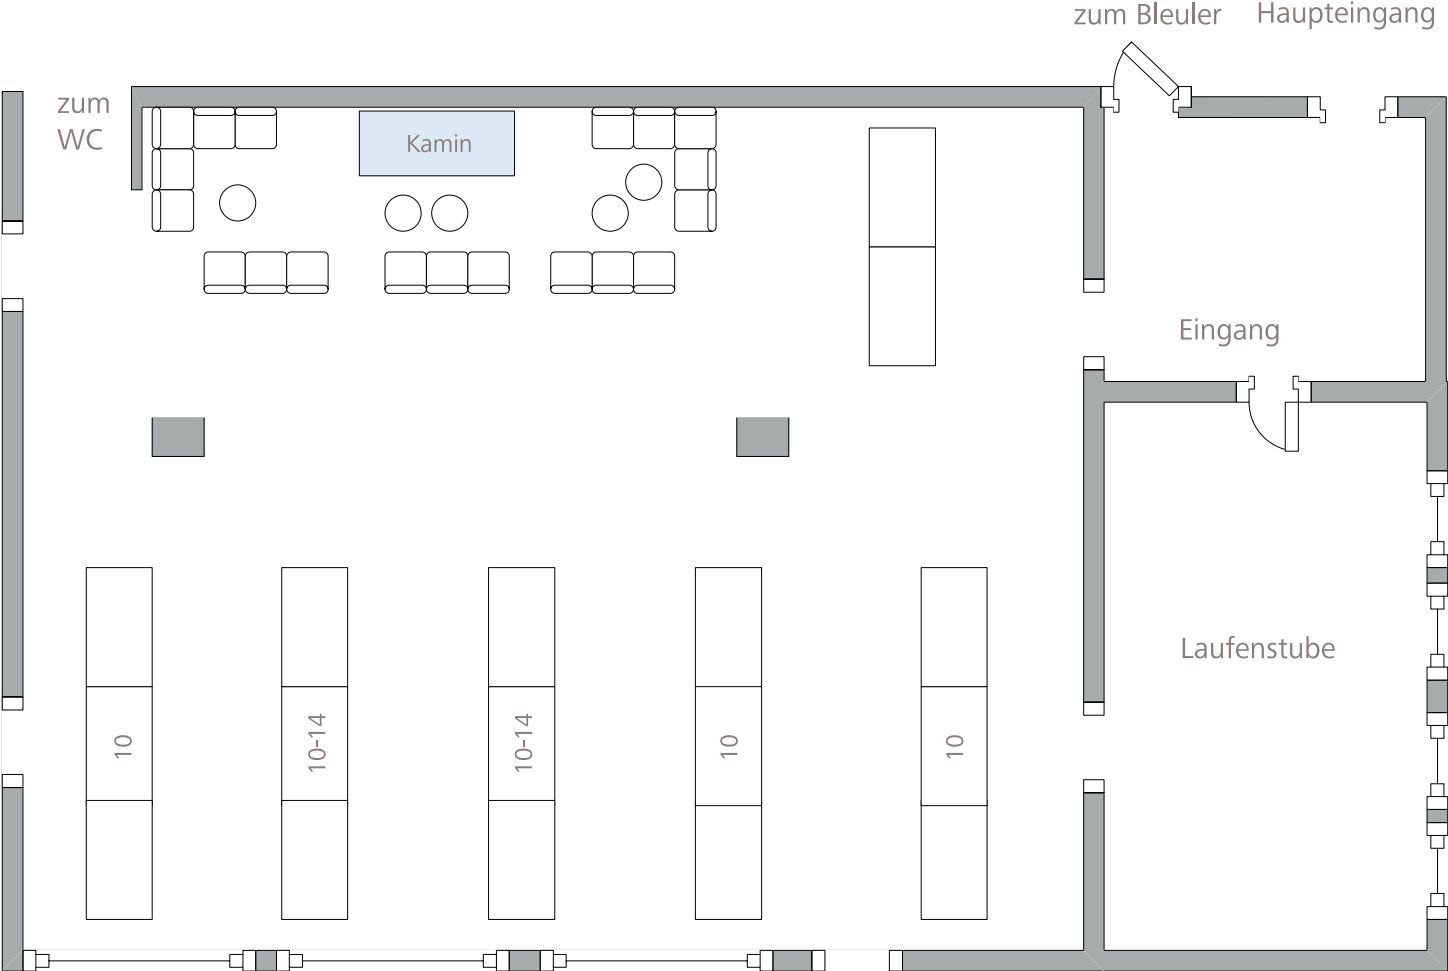 zum Bleuler
Haupteingang
zum
WC
Kamin
Eingang
Laufenstube
10
10-14
10-14
10
10